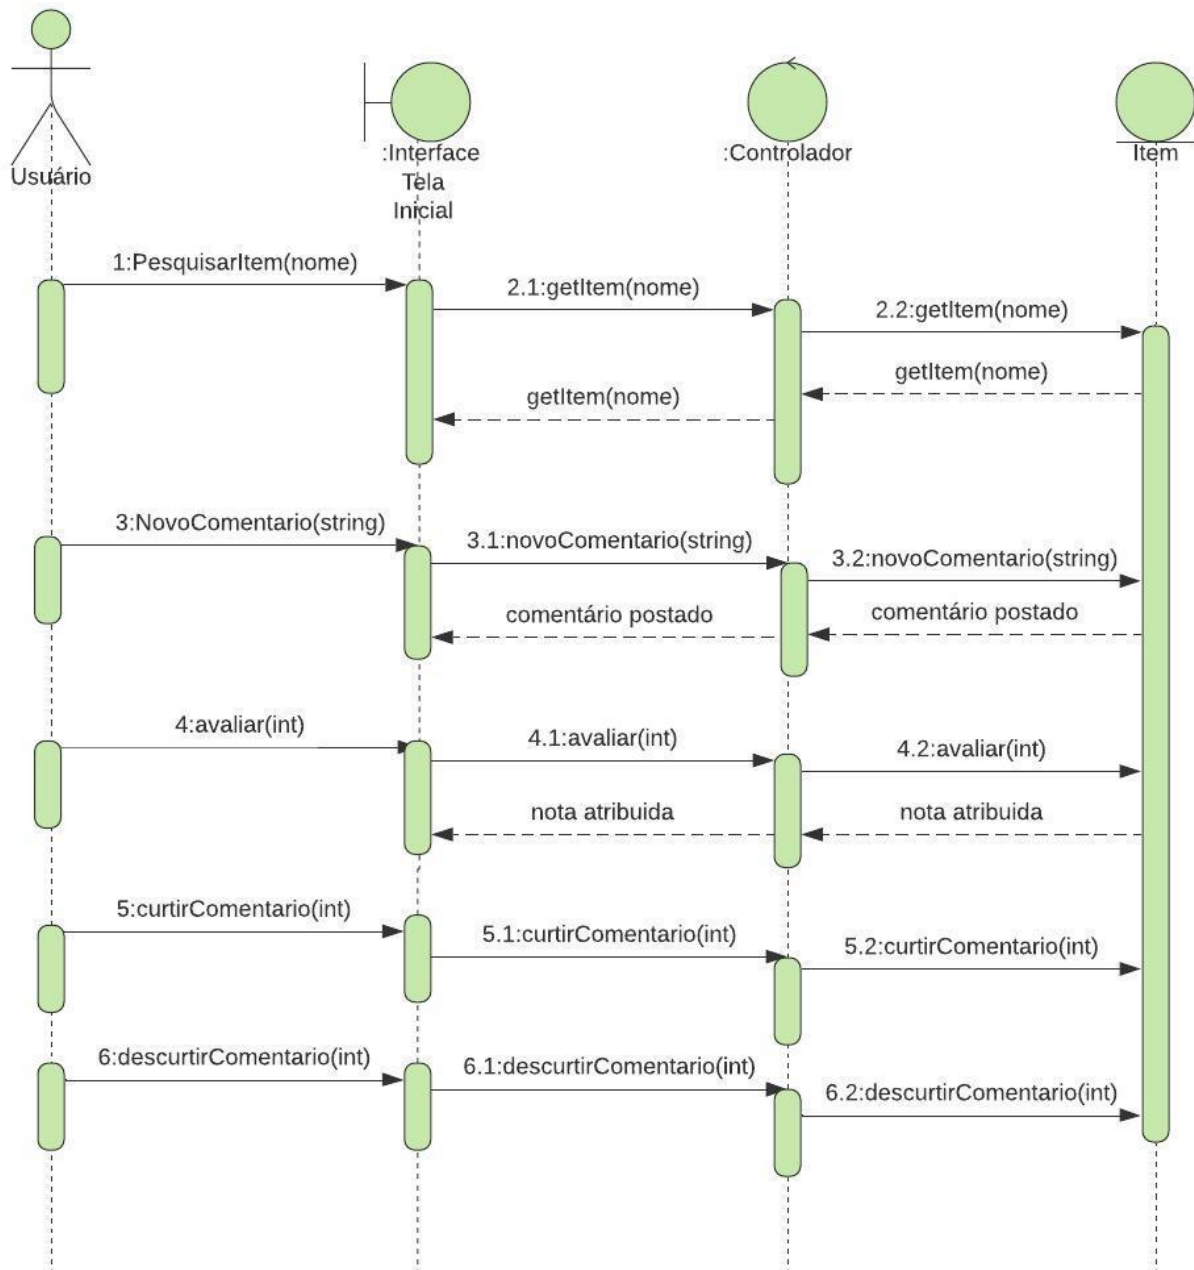 Usuário
:Interface
Tela
Inicial
:Controlador
Item
1:PesquisarItem(nome)
2.1:getItem(nome)
2.2:getItem(nome)
getItem(nome)
getItem(nome)
3:NovoComentario(string)
3.1:novoComentario(string)
3.2:novoComentario(string)
comentário postado
comentário postado
4:avaliar(int)
4.1:avaliar(int)
4.2:avaliar(int)
nota atribuida
nota atribuida
5:curtirComentario(int)
5.1:curtirComentario(int)
5.2:curtirComentario(int)
6:descurtirComentario(int)
6.1:descurtirComentario(int)
6.2:descurtirComentario(int)